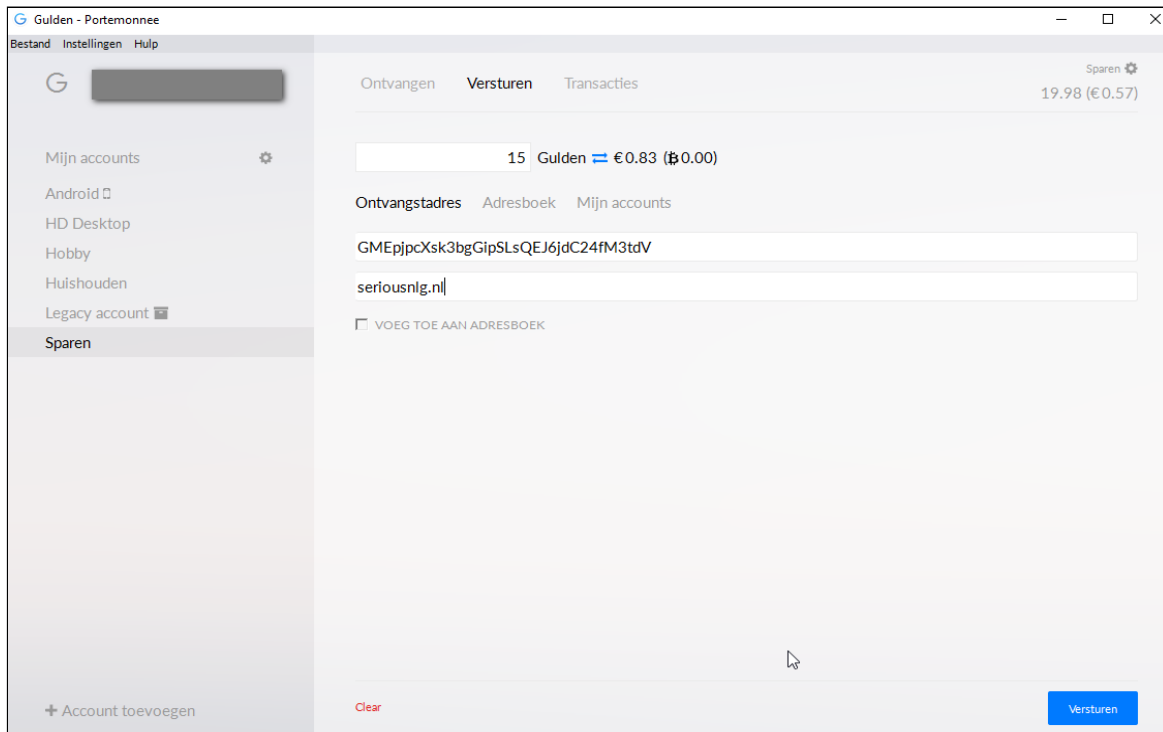 Gulden - Portemonnee
Bestand Instellingen Hulp
Ontvangen Versturen Transacties
Sparen
19.98 (€0.57)
Mijn accounts
Android
HD Desktop
Hobby
Huishouden
Legacy account
Sparen
15 Gulden €0.83 (฿0.00)
Ontvangstadres Adresboek Mijn accounts
GMEpjpcXsk3bgGipSLsQEJ6jdC24fM3tdV
seriousnlg.nl
VOEG TOE AAN ADRESBOEK
+ Account toevoegen
Clear
Versturen